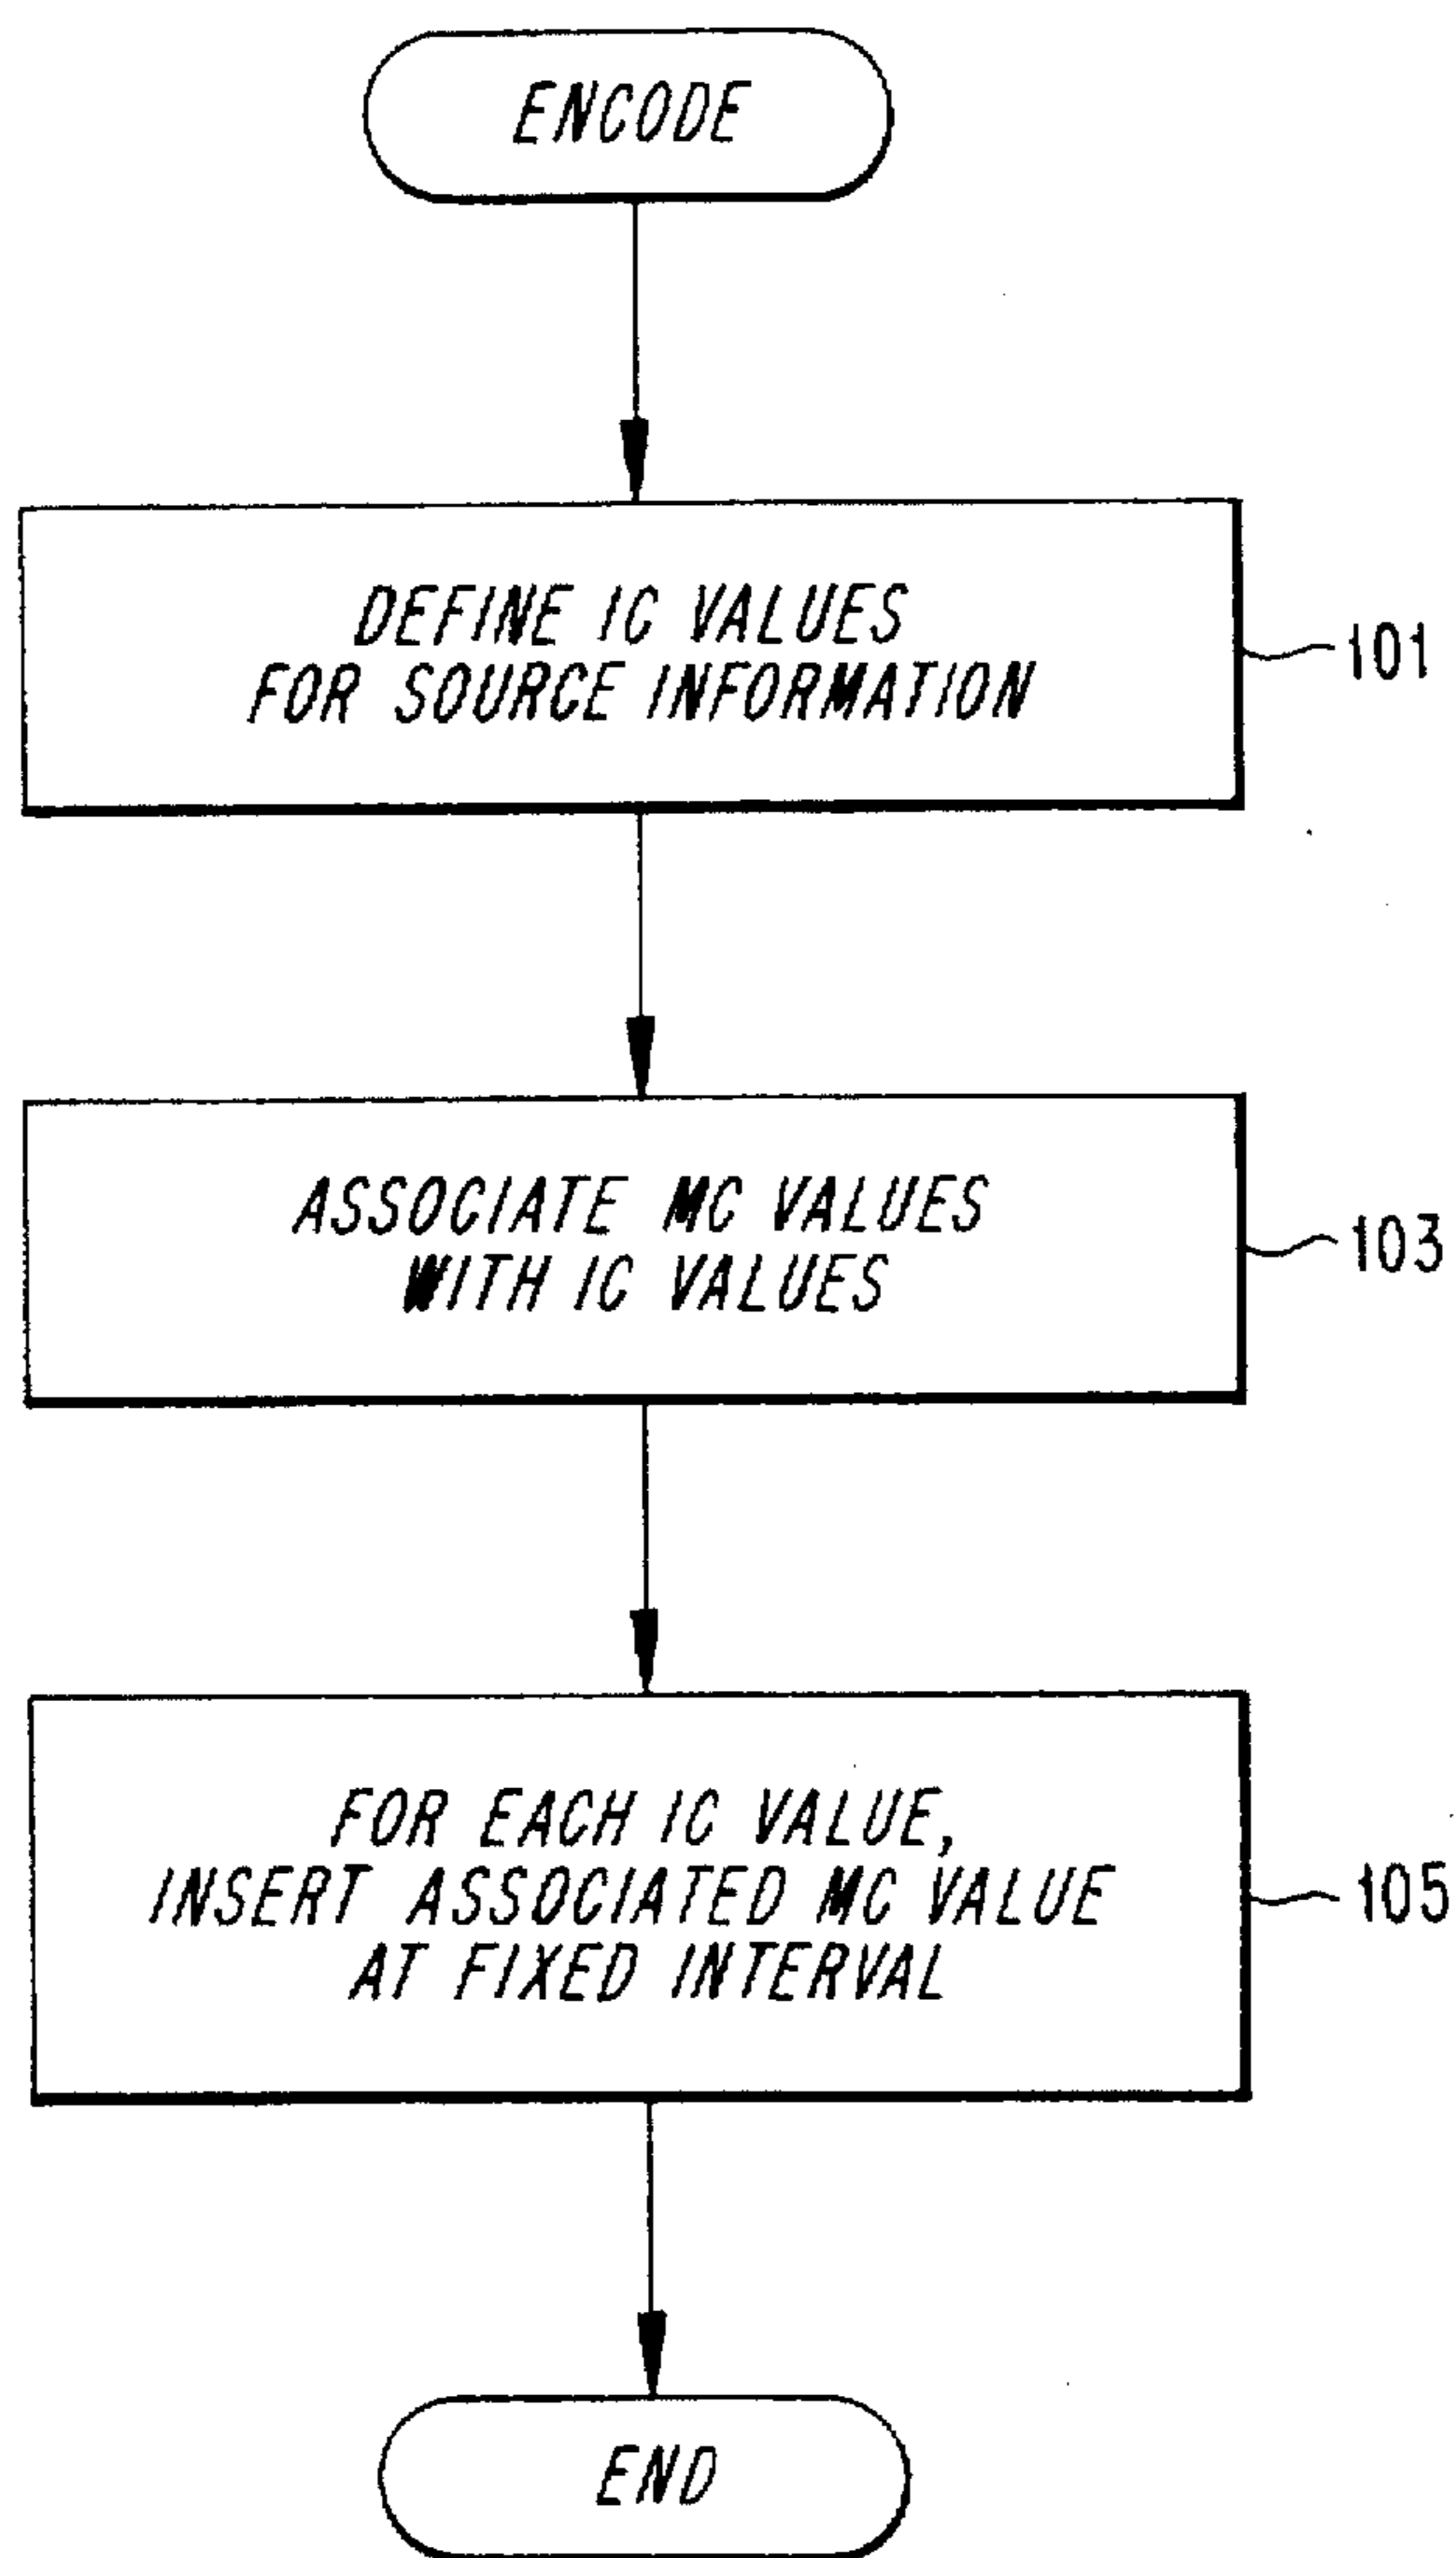 ENCODE
DEFINE IC VALUES
FOR SOURCE INFORMATION
101
ASSOCIATE MC VALUES
WITH IC VALUES
103
FOR EACH IC VALUE,
INSERT ASSOCIATED MC VALUE
AT FIXED INTERVAL
105
END